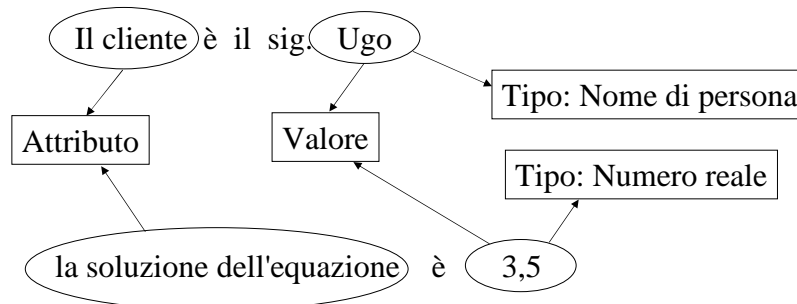 Il cliente è il sig. Ugo
Tipo: Nome di persona
Attributo
Valore
Tipo: Numero reale
la soluzione dell'equazione è 3,5